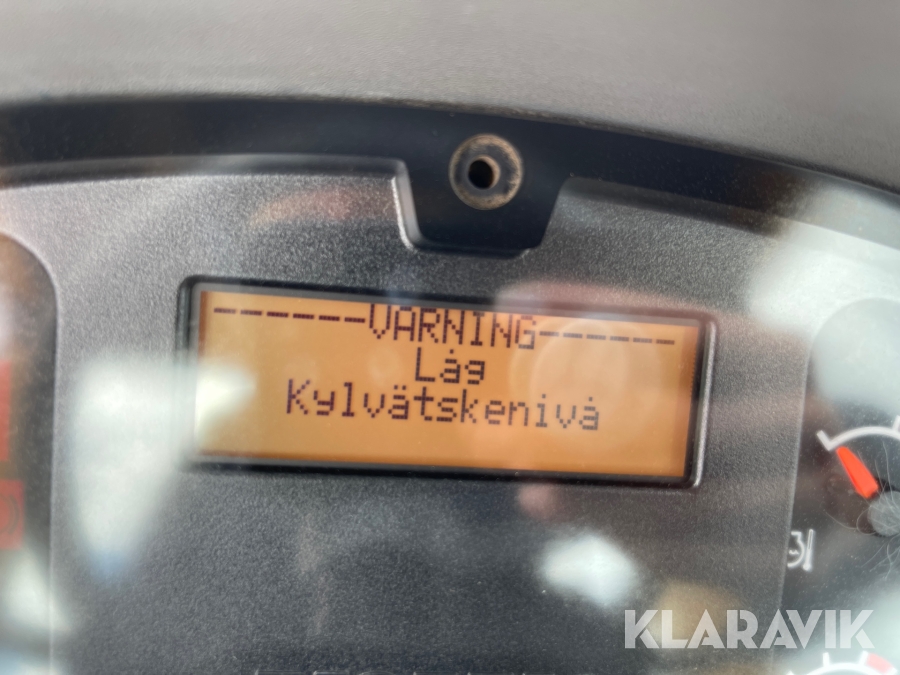 ------VARNING------
Låg
Kylvätskenivå
KLARAVIK